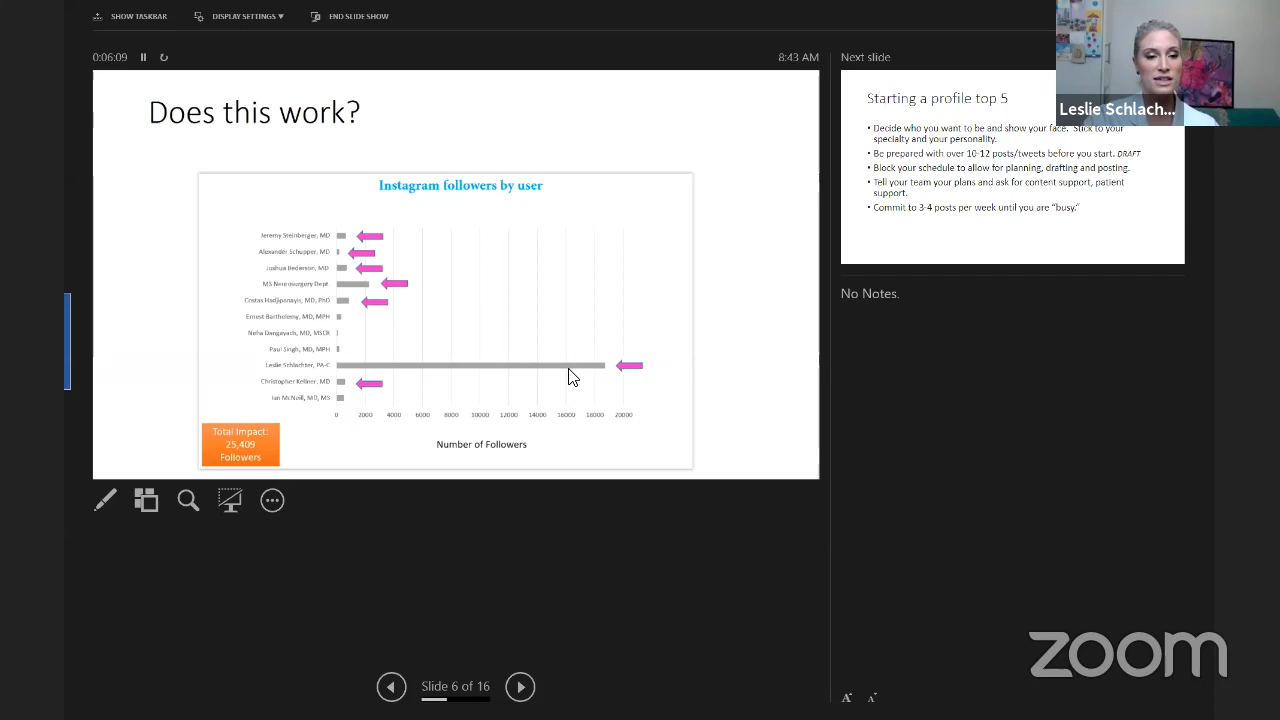 SHOW TASKBAR
DISPLAY SETTINGS
END SLIDE SHOW
0:06:09
8:43 AM
Next slide
Leslie Schlach...
Does this work?
Instagram followers by user
Jeremy Steinberger, MD
Alexander Schupper, MD
Joshua Bederson, MD
MS Neurosurgery Dept.
Costas Hadjipanayis, MD, PhD
Ernest Barthelemy, MD, MPH
Neha Dangayach, MD, MSCR
Paul Singh, MD, MPH
Leslie Schlachter, PA-C
Christopher Kellner, MD
Ian McNeill, MD, MS
0 2000 4000 6000 8000 10000 12000 14000 16000 18000 20000
Number of Followers
Total Impact:
25,409
Followers
Starting a profile top 5
• Decide who you want to be and show your face. Stick to your
specialty and your personality.
• Be prepared with over 10-12 posts/tweets before you start. DRAFT
• Block your schedule to allow for planning, drafting and posting.
• Tell your team your plans and ask for content support, patient
support.
• Commit to 3-4 posts per week until you are "busy."
No Notes.
Slide 6 of 16
A A
zoom